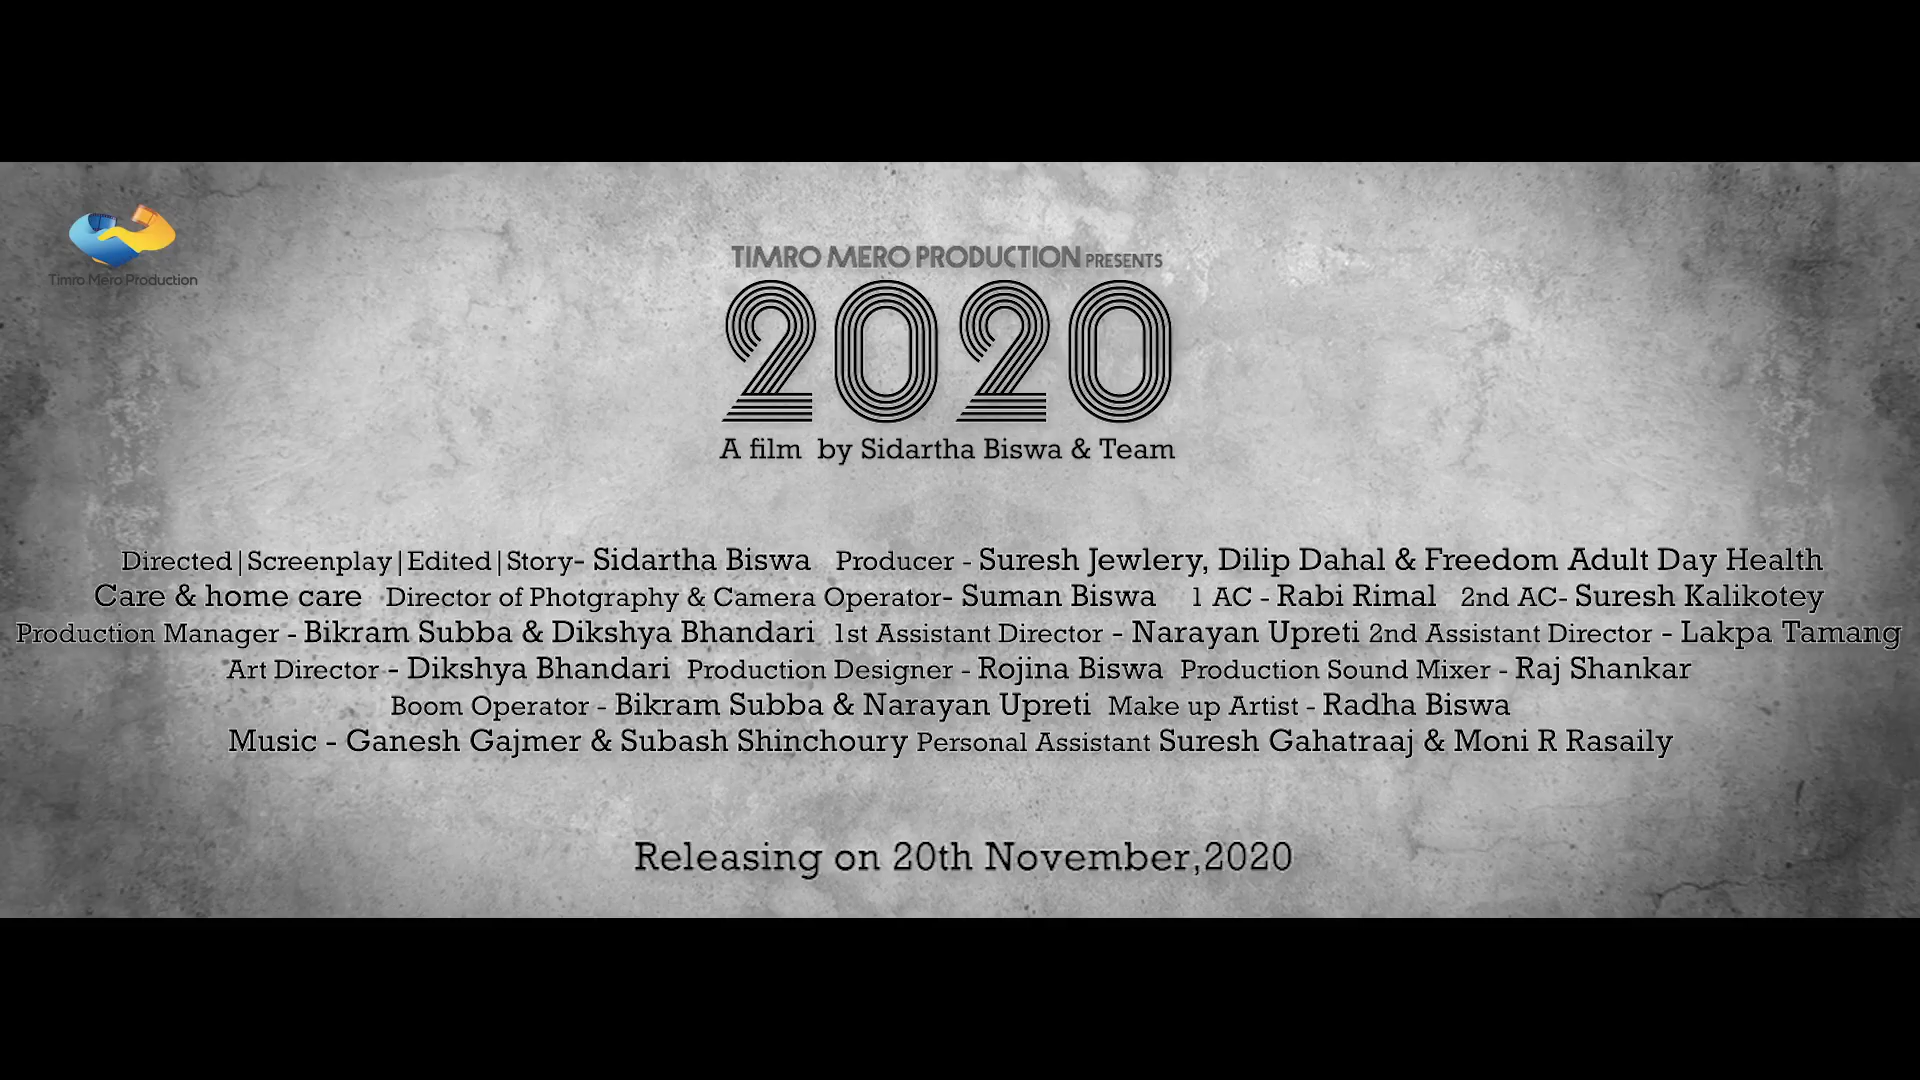 Timro Mero Production
TIMRO MERO PRODUCTION PRESENTS
2020
A film by Sidartha Biswa & Team
Directed|Screenplay|Edited|Story- Sidartha Biswa Producer - Suresh Jewlery, Dilip Dahal & Freedom Adult Day Health
Care & home care Director of Photgraphy & Camera Operator- Suman Biswa 1 AC - Rabi Rimal 2nd AC- Suresh Kalikotey
Production Manager - Bikram Subba & Dikshya Bhandari 1st Assistant Director - Narayan Upreti 2nd Assistant Director - Lakpa Tamang
Art Director - Dikshya Bhandari Production Designer - Rojina Biswa Production Sound Mixer - Raj Shankar
Boom Operator - Bikram Subba & Narayan Upreti Make up Artist - Radha Biswa
Music - Ganesh Gajmer & Subash Shinchoury Personal Assistant Suresh Gahatraaj & Moni R Rasaily
Releasing on 20th November,2020